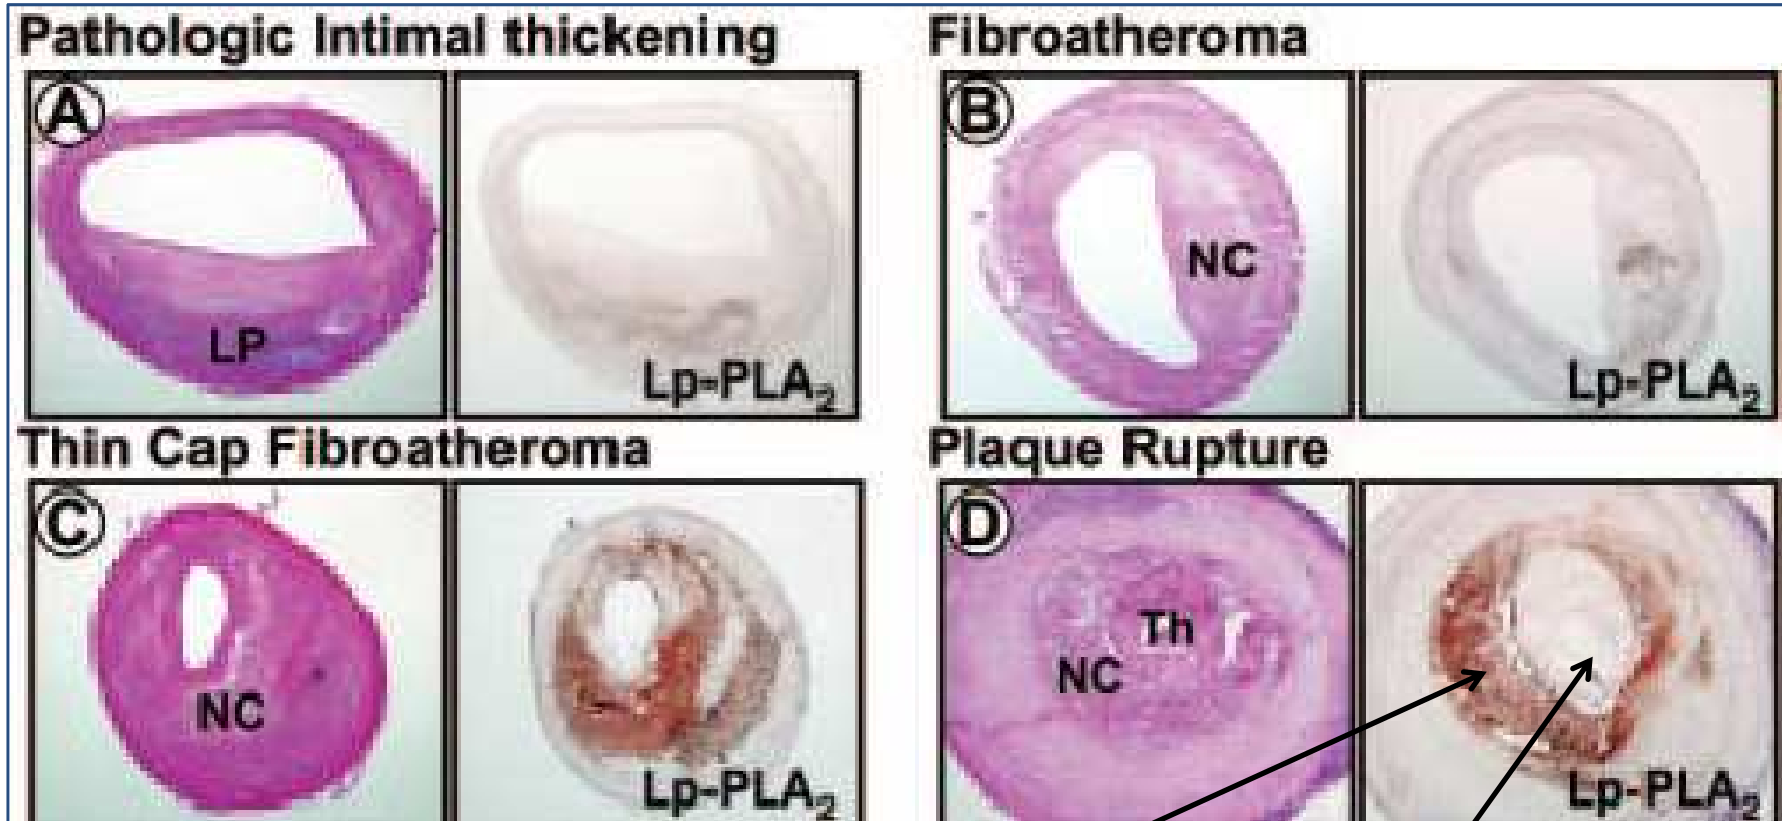 Pathologic Intimal thickening
A
LP
Lp-PLA₂
Fibroatheroma
B
NC
Lp-PLA₂
Thin Cap Fibroatheroma
C
NC
Lp-PLA₂
Plaque Rupture
D
Th
NC
Lp-PLA₂